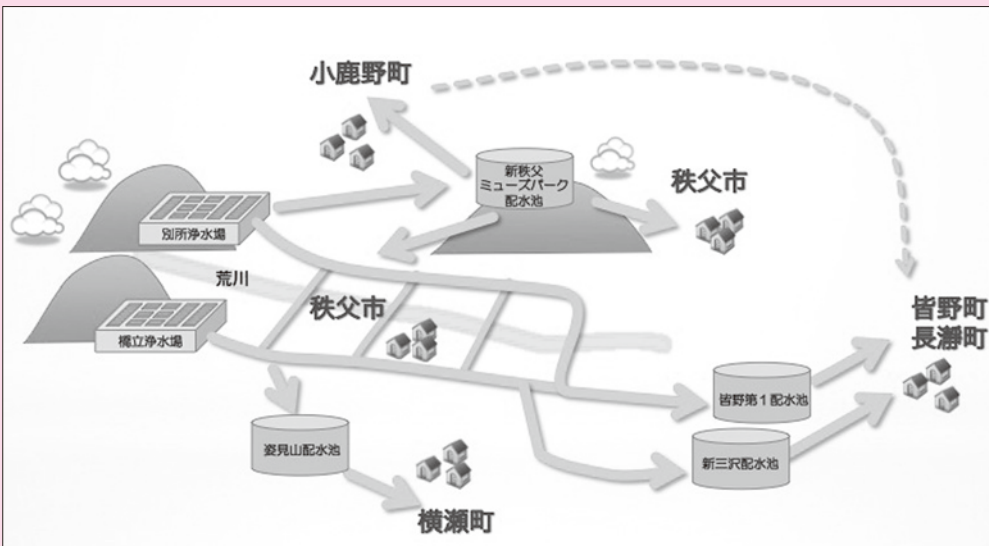 小鹿野町
新秩父
ミューズパーク
配水池
秩父市
別所浄水場
荒川
秩父市
橋立浄水場
皆野町
長瀞町
皆野第1配水池
姿見山配水池
新三沢配水池
横瀬町